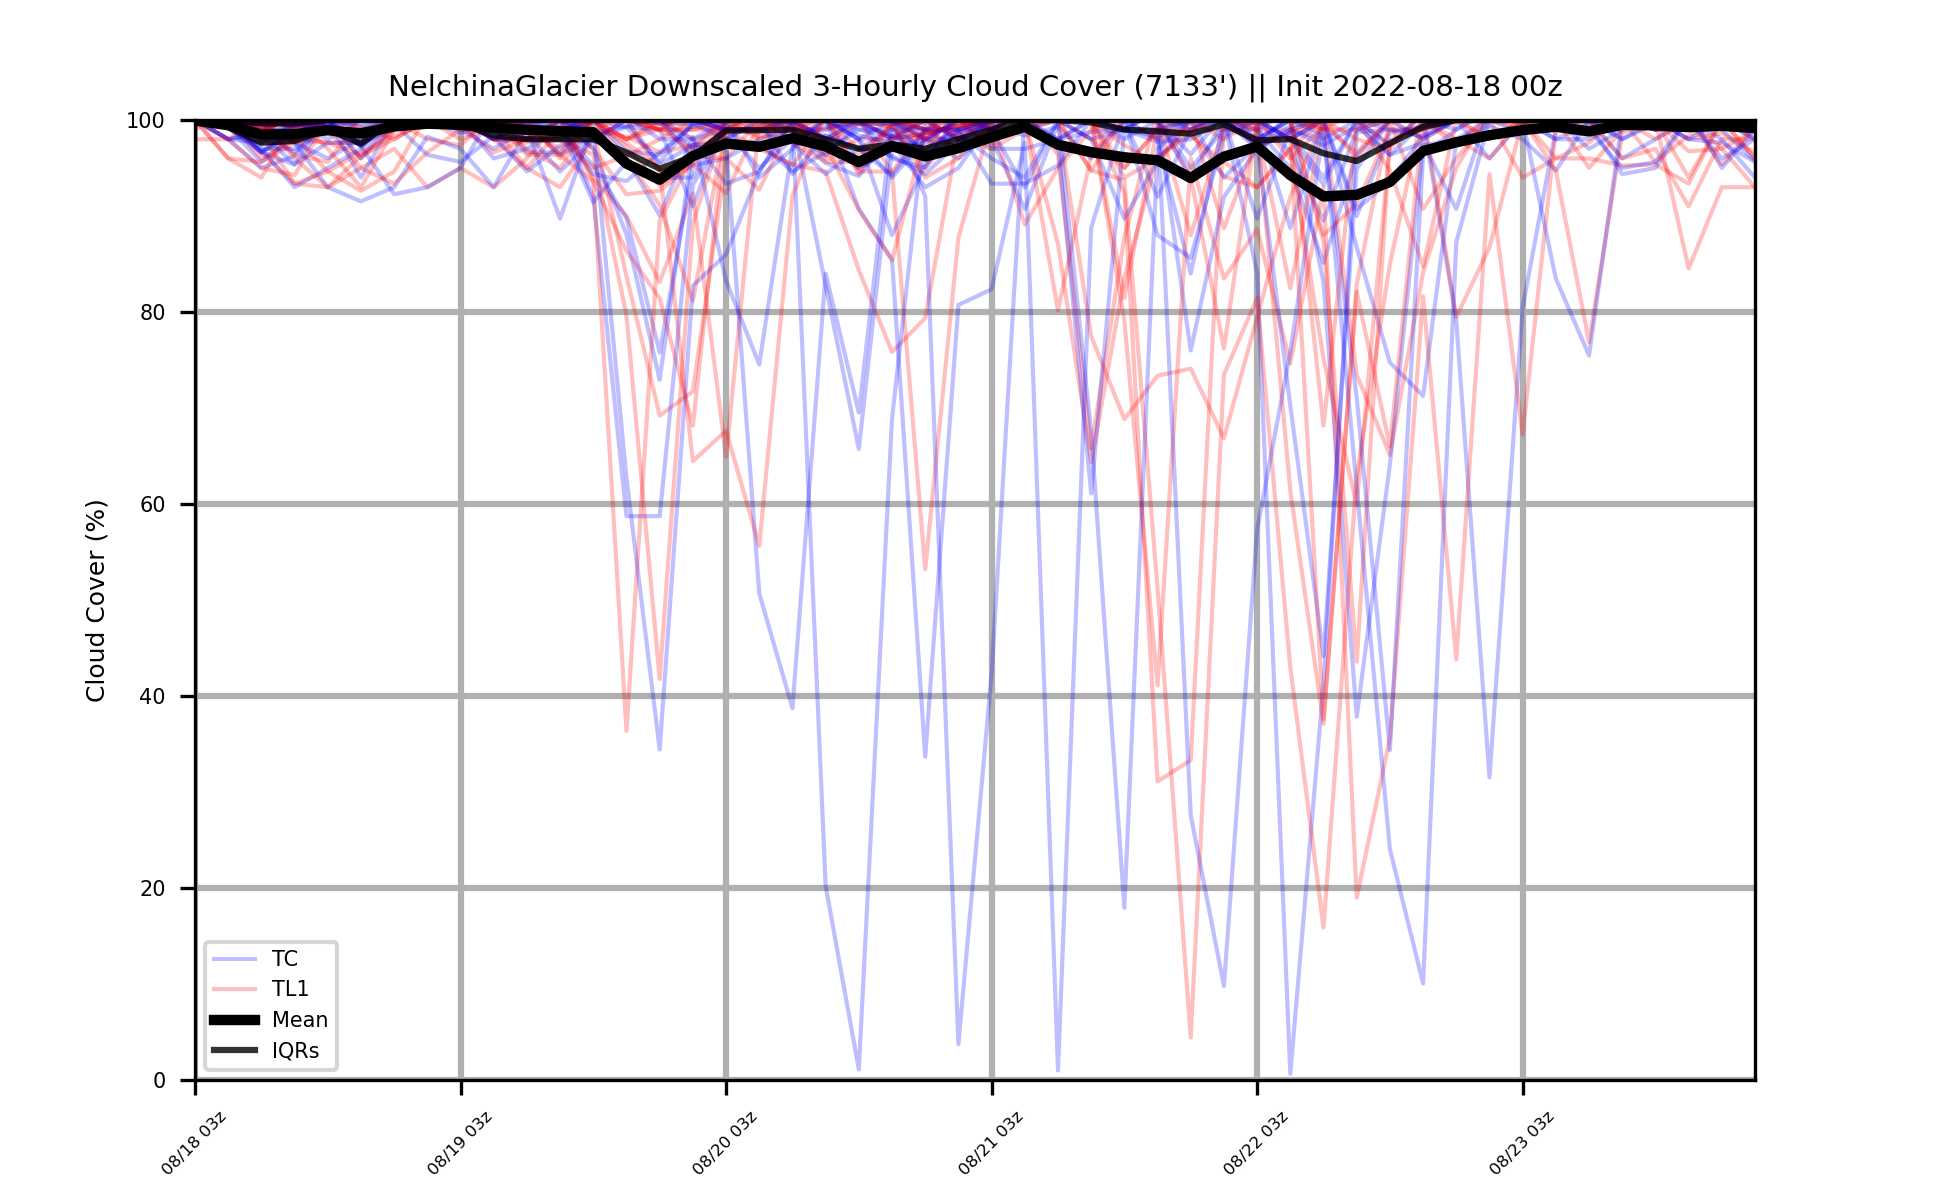 NelchinaGlacier Downscaled 3-Hourly Cloud Cover (7133') || Init 2022-08-18 00z
100
80
60
40
20
0
Cloud Cover (%)
TC
TL1
Mean
IQRs
08/18 03z
08/19 03z
08/20 03z
08/21 03z
08/22 03z
08/23 03z